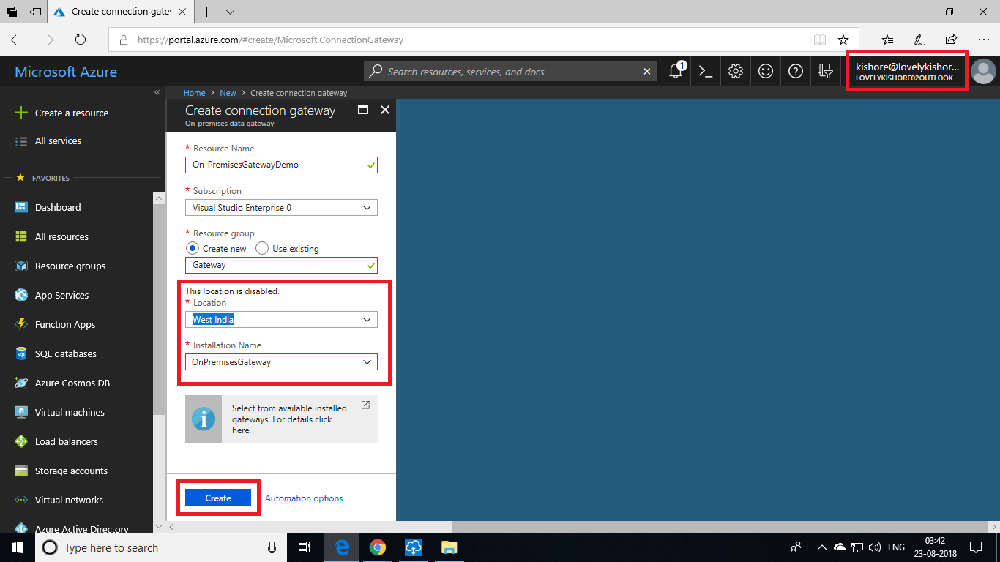 Create connection gatew
https://portal.azure.com/#create/Microsoft.ConnectionGateway
Microsoft Azure
Search resources, services, and docs
1
kishore@lovelykishor...
LOVELYKISHORE02OUTLOOK...
Create a resource
All services
FAVORITES
Dashboard
All resources
Resource groups
App Services
Function Apps
SQL databases
Azure Cosmos DB
Virtual machines
Load balancers
Storage accounts
Virtual networks
Azure Active Directory
Home > New > Create connection gateway
Create connection gateway
On-premises data gateway
* Resource Name
On-PremisesGatewayDemo
* Subscription
Visual Studio Enterprise 0
* Resource group
Create new Use existing
Gateway
This location is disabled.
* Location
West India
* Installation Name
OnPremisesGateway
Select from available installed
gateways. For details click
here.
Create Automation options
Type here to search
ENG
03:42
23-08-2018